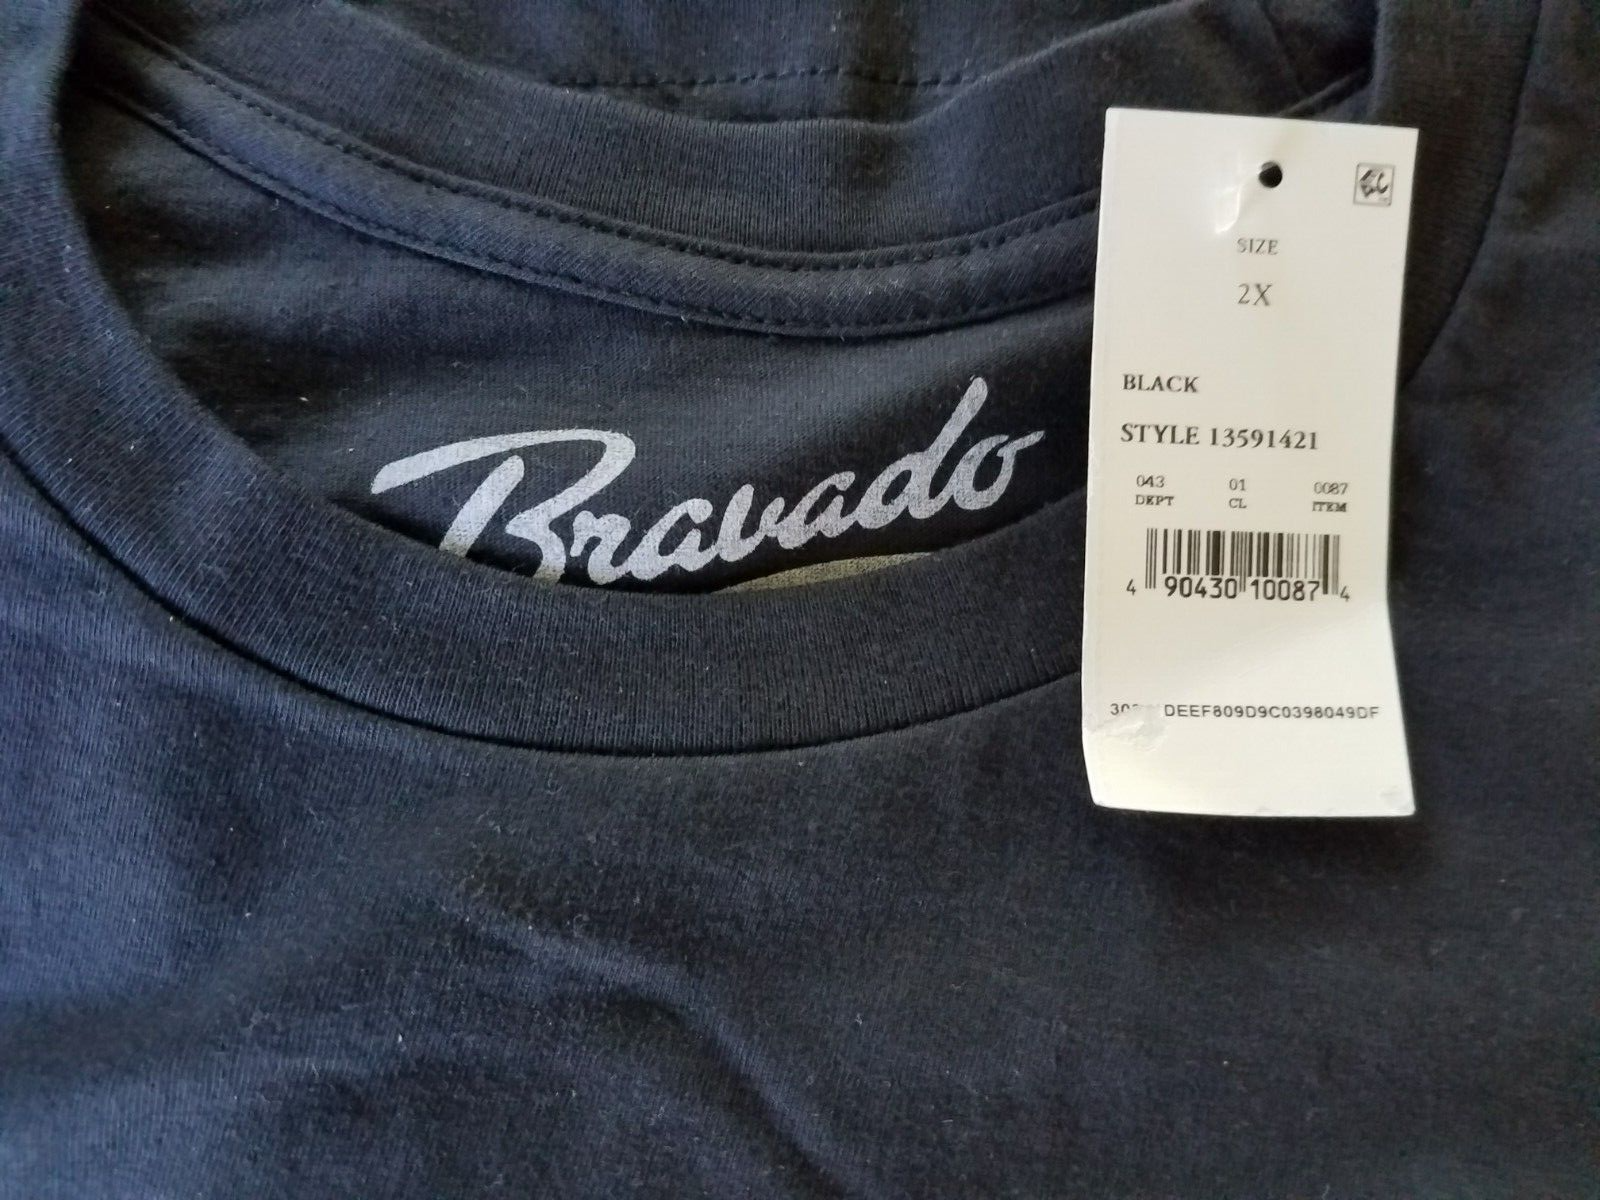 Bravado
SIZE
2X
BLACK
STYLE 13591421
043 01 0087
DEPT CL ITEM
4 90430 10087 4
DEEF809D9C0398049DF